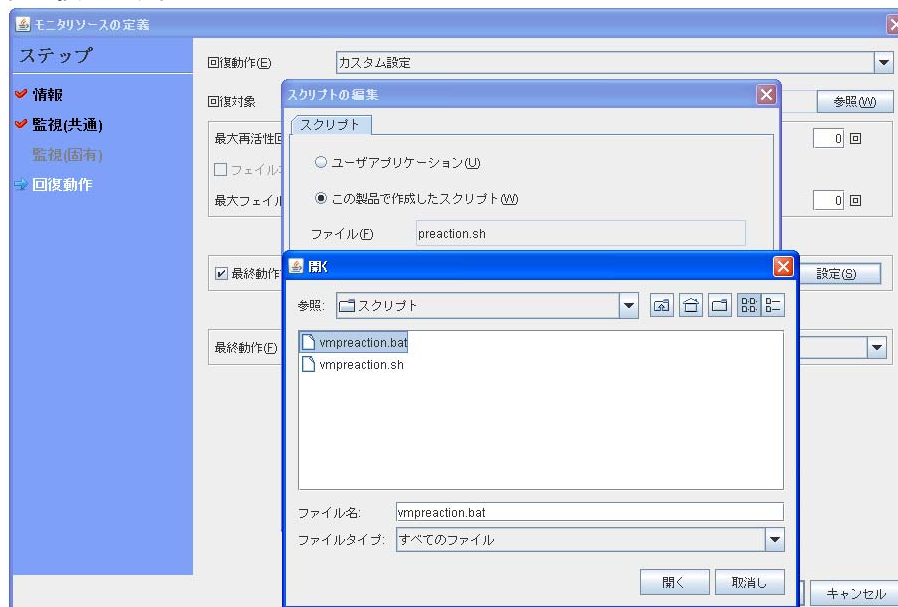 モニタリソースの定義
ステップ
情報
監視(共通)
監視(固有)
回復動作
回復動作(E)
カスタム設定
回復対象
参照(W)
最大再活性回
0 回
最大フェイル
0 回
スクリプトの編集
スクリプト
ユーザアプリケーション(U)
この製品で作成したスクリプト(W)
ファイル(F)
preaction.sh
最終動作
設定(S)
最終動作(F)
開く
参照:
スクリプト
vmpreaction.bat
vmpreaction.sh
ファイル名:
vmpreaction.bat
ファイルタイプ:
すべてのファイル
開く
取消し
キャンセル